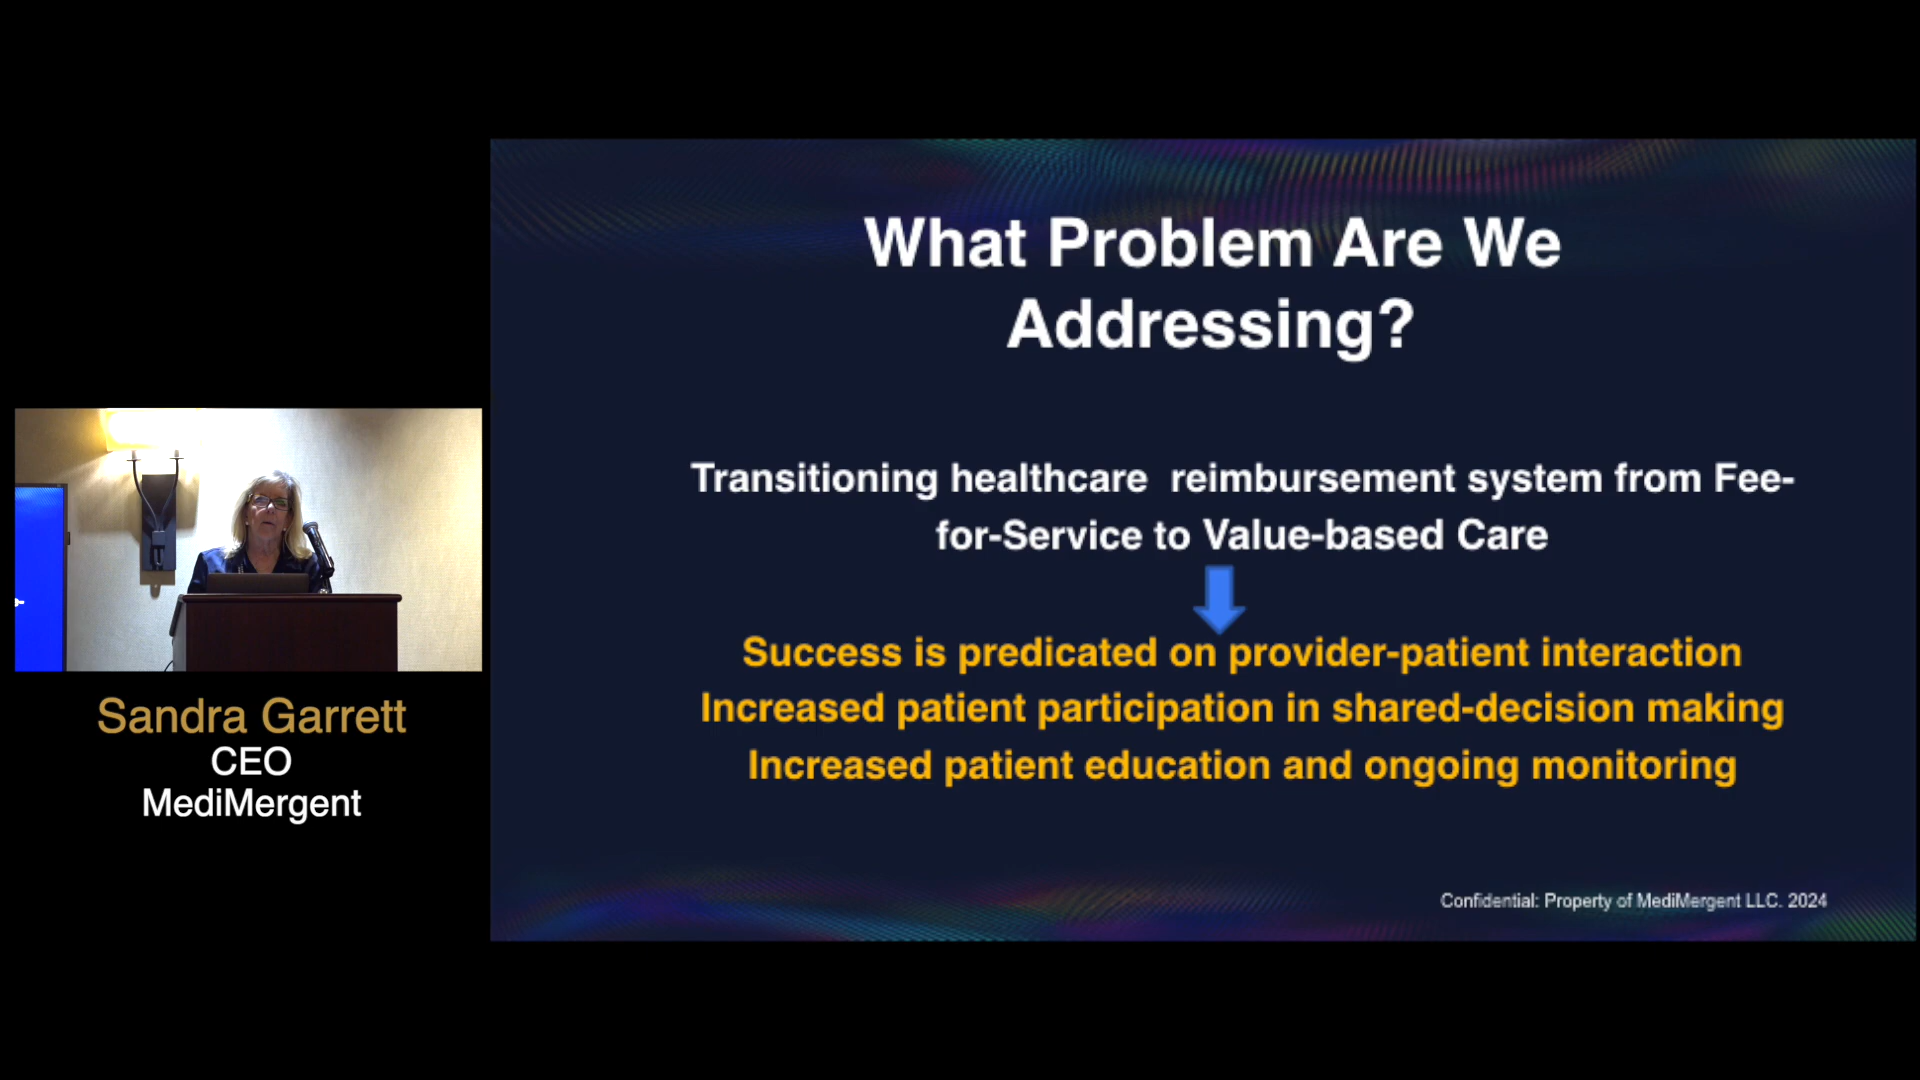 What Problem Are We
Addressing?
Transitioning healthcare reimbursement system from Fee-
for-Service to Value-based Care
Success is predicated on provider-patient interaction
Increased patient participation in shared-decision making
Increased patient education and ongoing monitoring
Confidential: Property of MediMergent LLC. 2024
Sandra Garrett
CEO
MediMergent